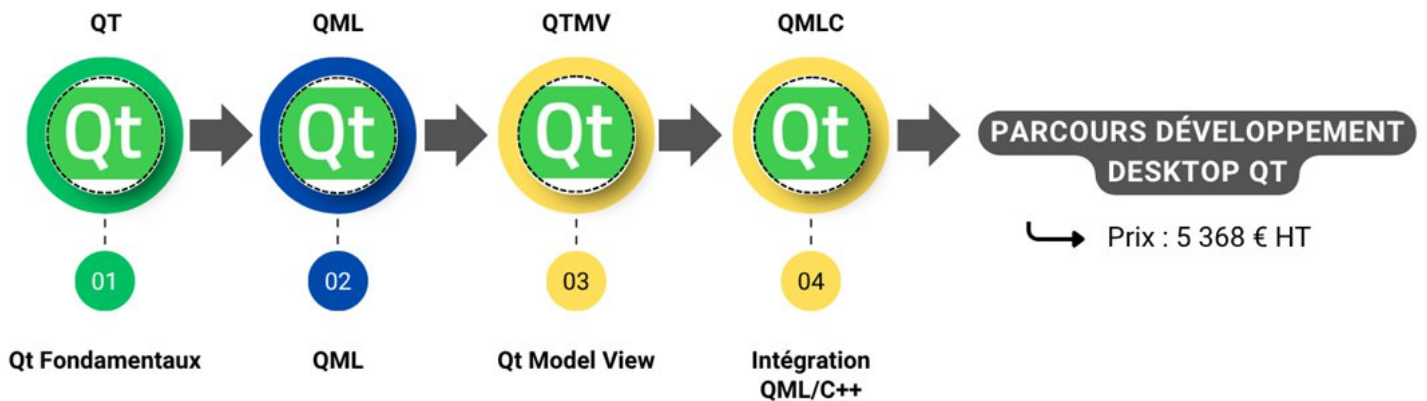 QT
QML
QTMV
QMLC
Qt
Qt
Qt
Qt
PARCOURS DÉVELOPPEMENT
DESKTOP QT
Prix : 5 368 € HT
01
02
03
04
Qt Fondamentaux
QML
Qt Model View
Intégration
QML/C++